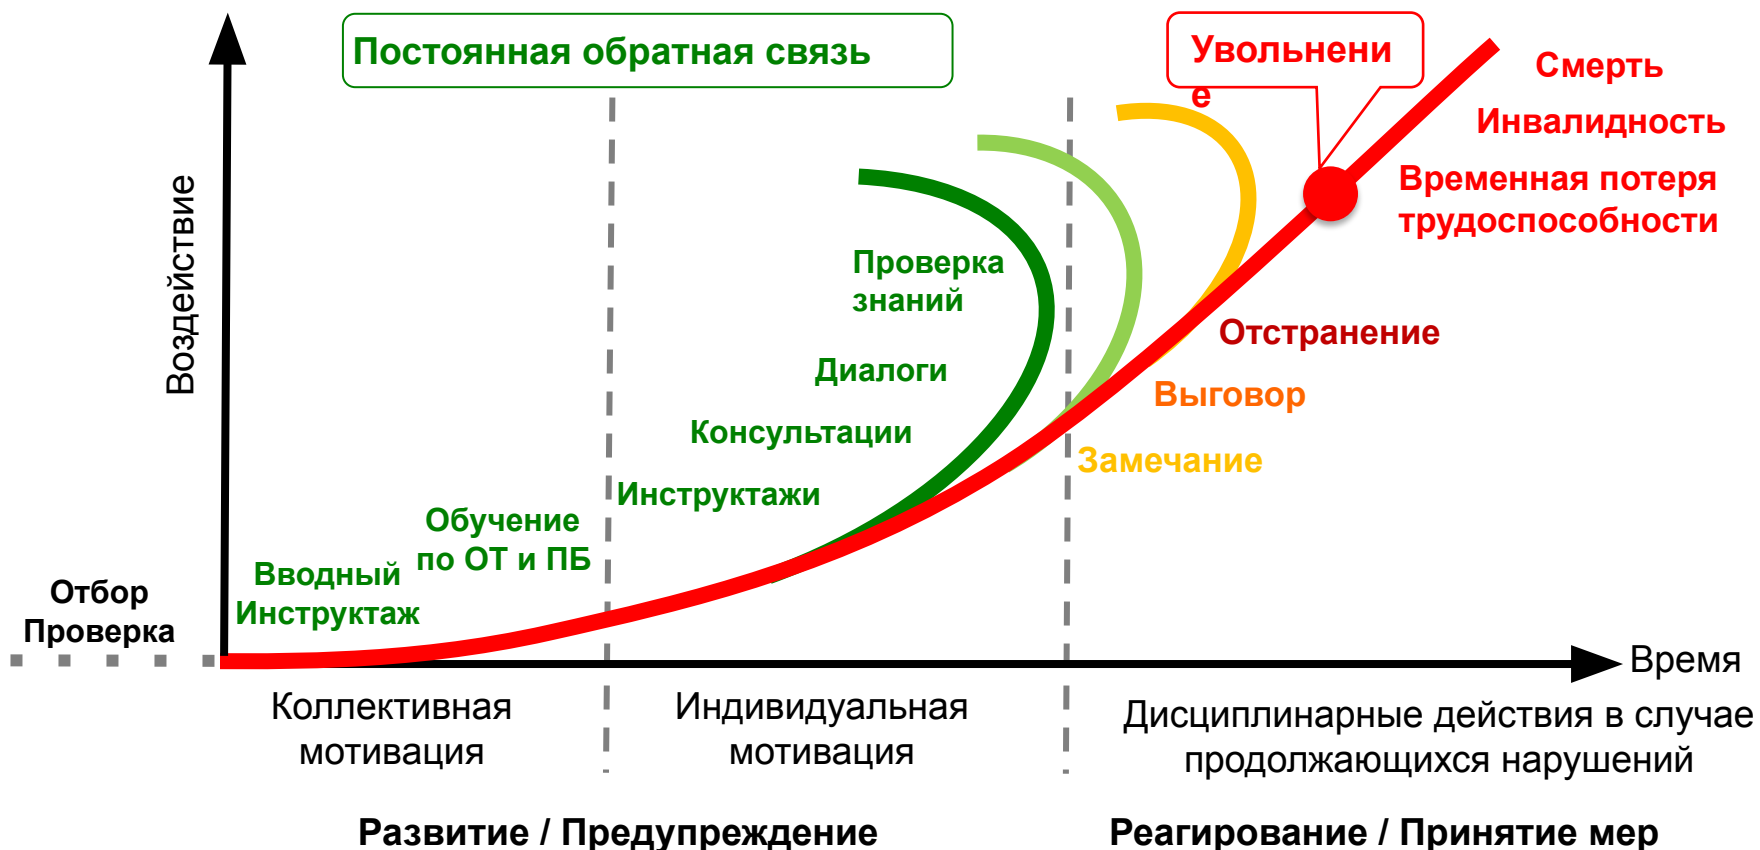 Постоянная обратная связь
Увольнени
е
Смерть
Инвалидность
Временная потеря
трудоспособности
Воздействие
Проверка
знаний
Диалоги
Консультации
Инструктажи
Обучение
по ОТ и ПБ
Вводный
Инструктаж
Отбор
Проверка
Отстранение
Выговор
Замечание
Время
Коллективная
мотивация
Индивидуальная
мотивация
Дисциплинарные действия в случае
продолжающихся нарушений
Развитие / Предупреждение
Реагирование / Принятие мер